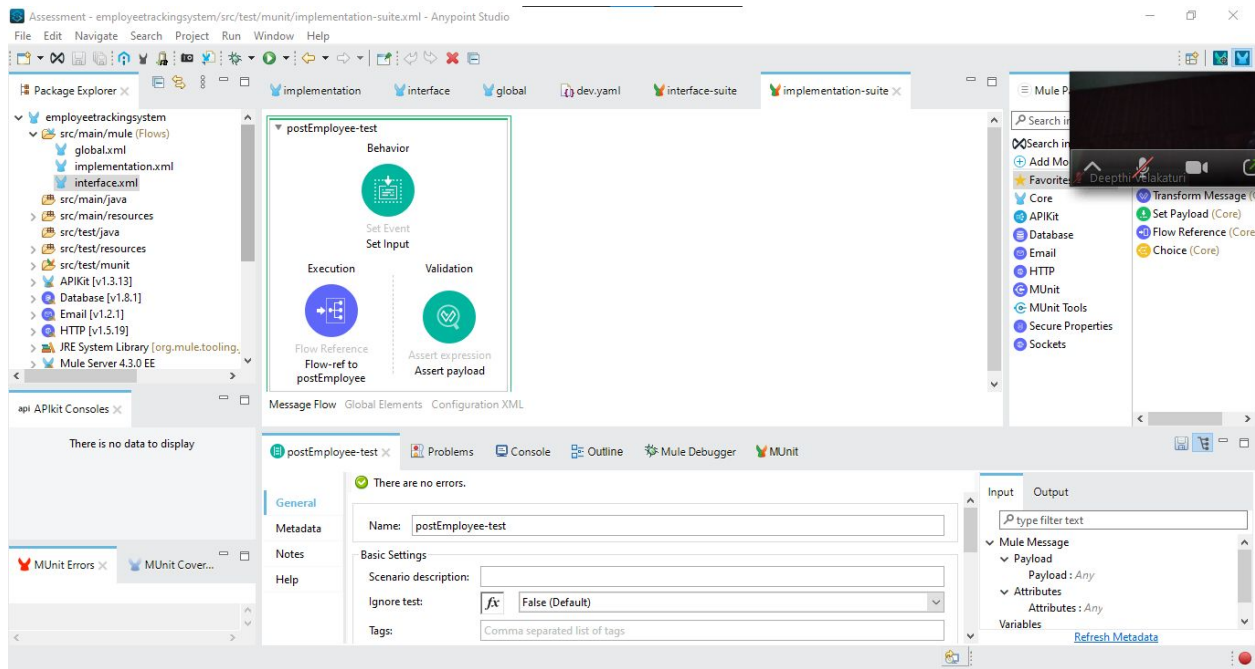 Assessment - employeetrackingsystem/src/test/munit/implementation-suite.xml - Anypoint Studio
File Edit Navigate Search Project Run Window Help
Package Explorer
employeetrackingsystem
src/main/mule (Flows)
global.xml
implementation.xml
interface.xml
src/main/java
src/main/resources
src/test/java
src/test/resources
src/test/munit
APIKit [v1.3.13]
Database [v1.8.1]
Email [v1.2.1]
HTTP [v1.5.19]
JRE System Library [org.mule.tooling.
Mule Server 4.3.0 EE
api APIkit Consoles
There is no data to display
MUnit Errors MUnit Cover...
implementation interface global dev.yaml interface-suite implementation-suite
postEmployee-test
Behavior
Set Event
Set Input
Execution Validation
Flow Reference Assert expression
Flow-ref to Assert payload
postEmployee
Message Flow Global Elements Configuration XML
Mule P
Search in
Search in
Add Mo
Favorites
Core
APIKit
Database
Email
HTTP
MUnit
MUnit Tools
Secure Properties
Sockets
Deepthi Velakaturi
Transform Message (
Set Payload (Core)
Flow Reference (Core
Choice (Core)
postEmployee-test Problems Console Outline Mule Debugger MUnit
There are no errors.
General
Metadata
Notes
Help
Name: postEmployee-test
Basic Settings
Scenario description:
Ignore test: fx False (Default)
Tags: Comma separated list of tags
Input Output
type filter text
Mule Message
Payload
Payload : Any
Attributes
Attributes : Any
Variables
Refresh Metadata